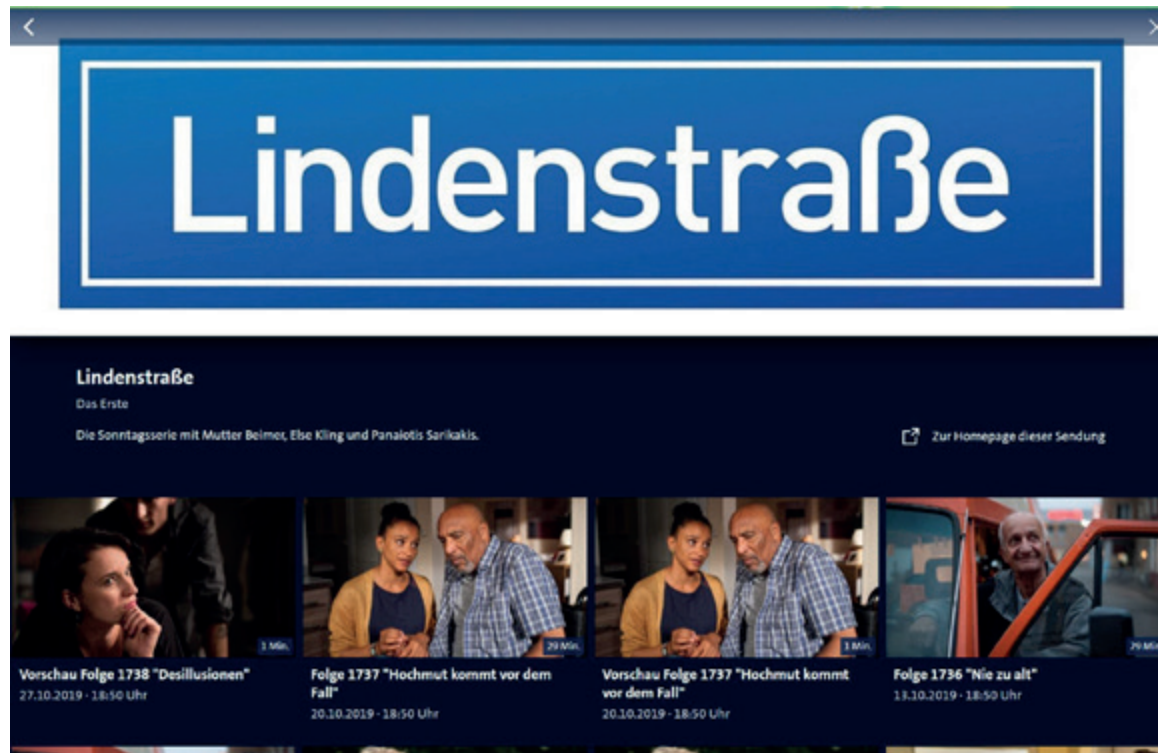 Lindenstraße
Lindenstraße
Das Erste
Die Sonntagsserie mit Mutter Beimer, Else Kling und Panaiotis Sarikakis.
Zur Homepage dieser Sendung
1 Min.
29 Min.
1 Min.
29 Min
Vorschau Folge 1738 "Desillusionen"
27.10.2019 · 18:50 Uhr
Folge 1737 "Hochmut kommt vor dem
Fall"
20.10.2019 · 18:50 Uhr
Vorschau Folge 1737 "Hochmut kommt
vor dem Fall"
20.10.2019 · 18:50 Uhr
Folge 1736 "Nie zu alt"
13.10.2019 · 18:50 Uhr